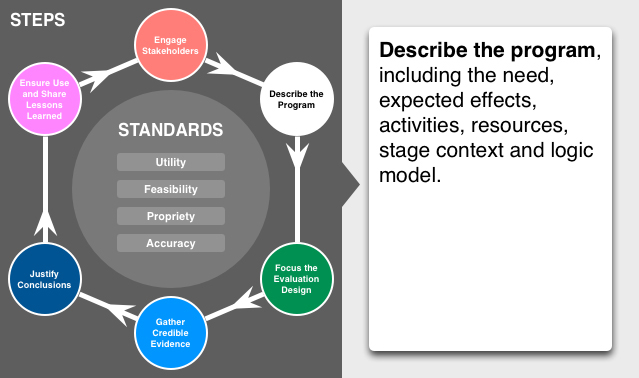 STEPS
Engage
Stakeholders
Describe the
Program
Focus the
Evaluation
Design
Gather
Credible
Evidence
Justify
Conclusions
Ensure Use
and Share
Lessons
Learned
STANDARDS
Utility
Feasibility
Propriety
Accuracy
Describe the program,
including the need,
expected effects,
activities, resources,
stage context and logic
model.